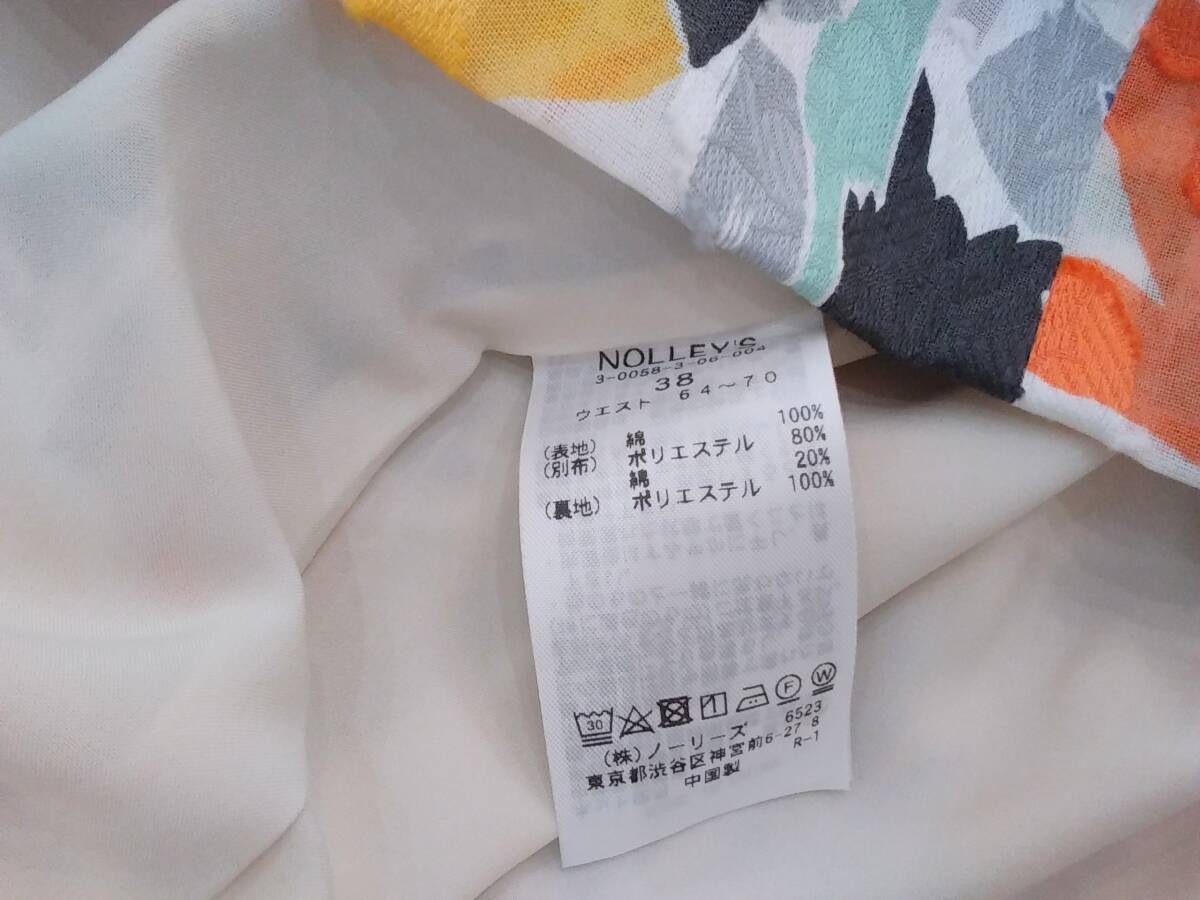 NOLLEY'S
3-0058-3-06-004
38
ウエスト 64～70
(表地) 綿 100%
(別布) ポリエステル 80%
綿 20%
(裏地) ポリエステル 100%
30
F
W
(株)ノーリーズ 6523
東京都渋谷区神宮前6-27 8
中国製 R-1